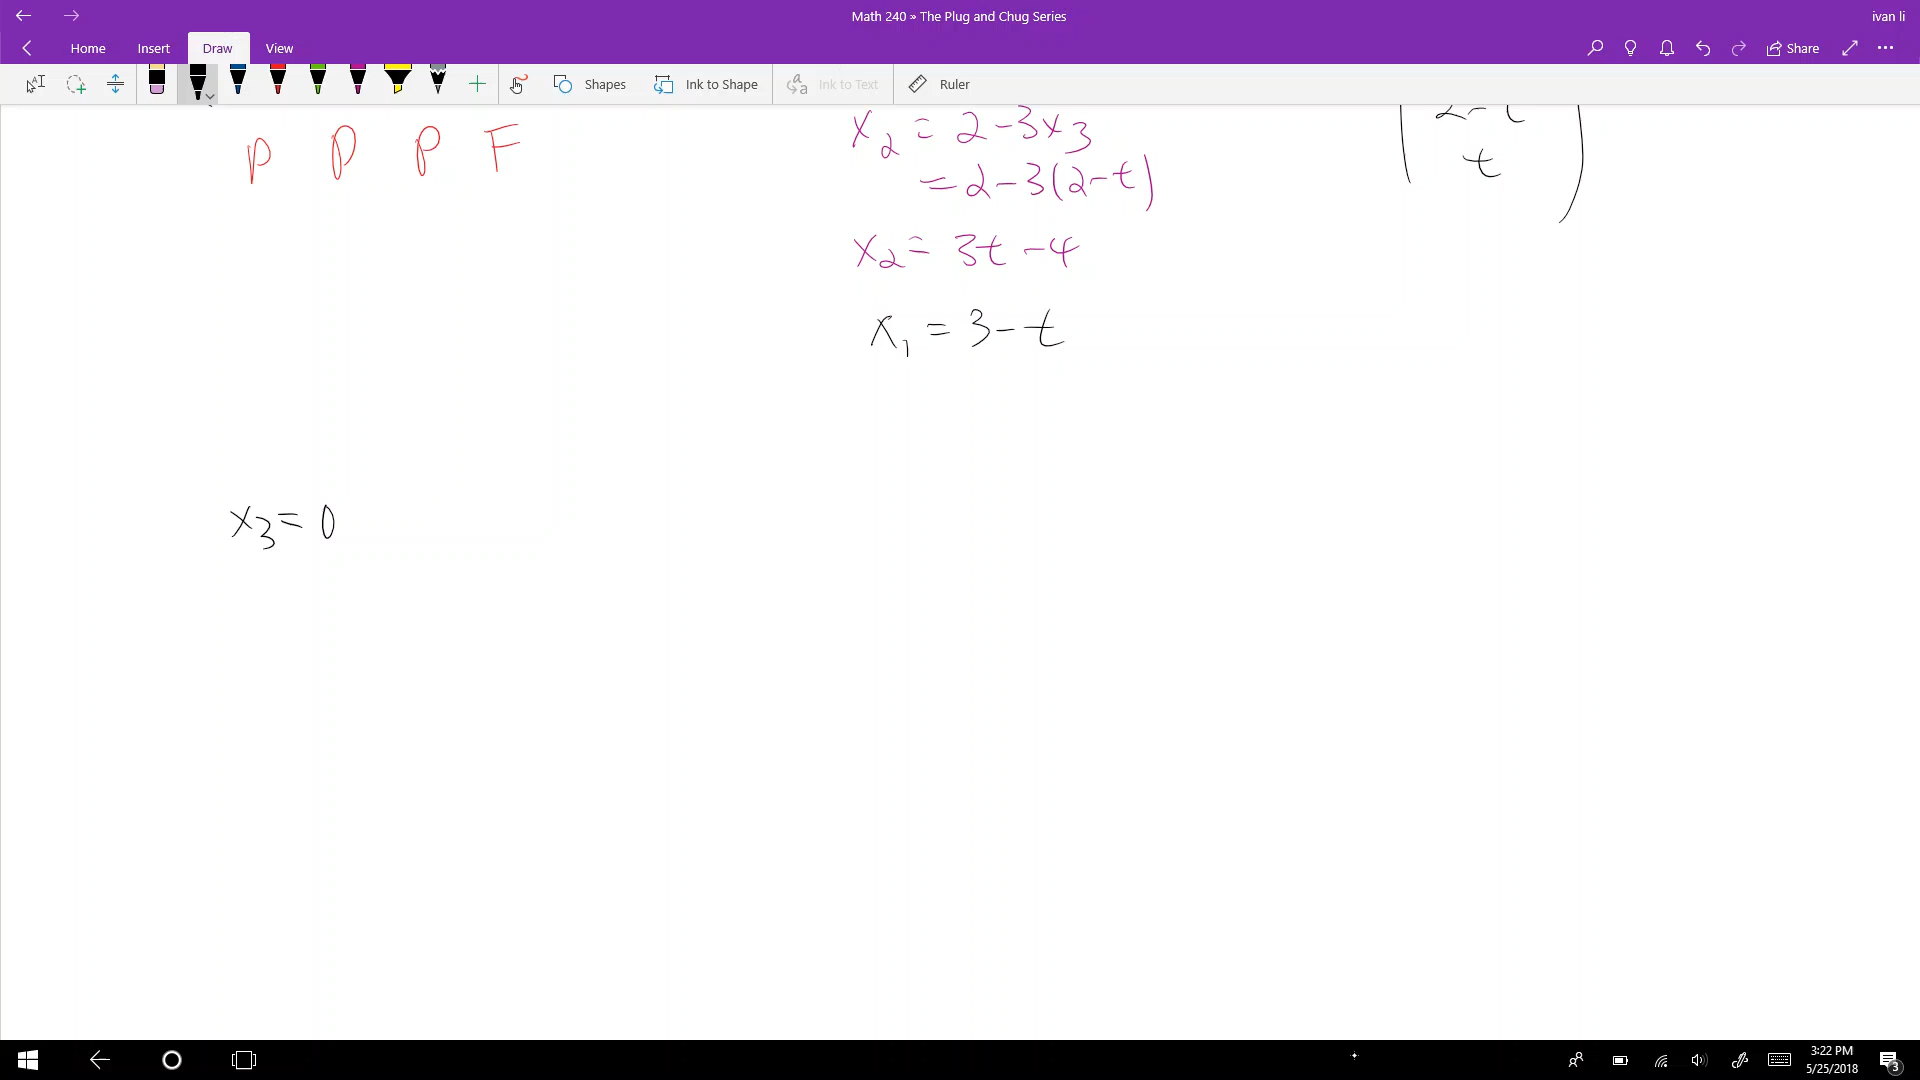 Math 240 » The Plug and Chug Series
ivan li
Home Insert Draw View
Share
Shapes
Ink to Shape
Ink to Text
Ruler
P P P F
x₂ = 2-3x₃
= 2-3(2-t)
x₂ = 3t-4
x₁ = 3-t
2-t
t
x₃ = 0
3:22 PM
5/25/2018
3